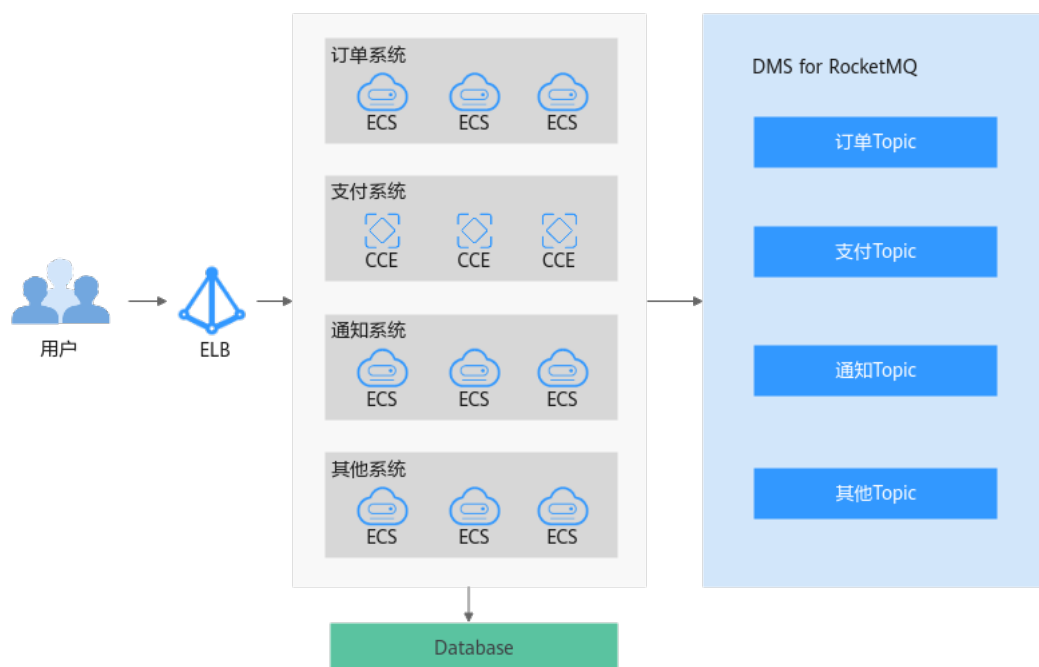 订单系统
ECS ECS ECS
支付系统
CCE CCE CCE
通知系统
ECS ECS ECS
其他系统
ECS ECS ECS
用户
ELB
Database
DMS for RocketMQ
订单Topic
支付Topic
通知Topic
其他Topic